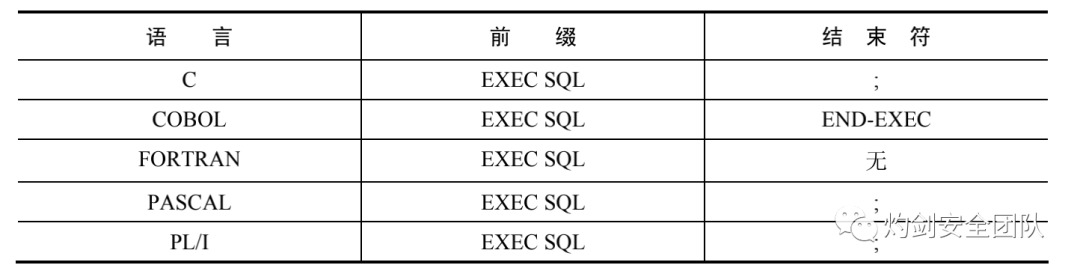 语 言 前 缀 结 束 符
C EXEC SQL ;
COBOL EXEC SQL END-EXEC
FORTRAN EXEC SQL 无
PASCAL EXEC SQL ;
PL/I EXEC SQL ;
灼剑安全团队